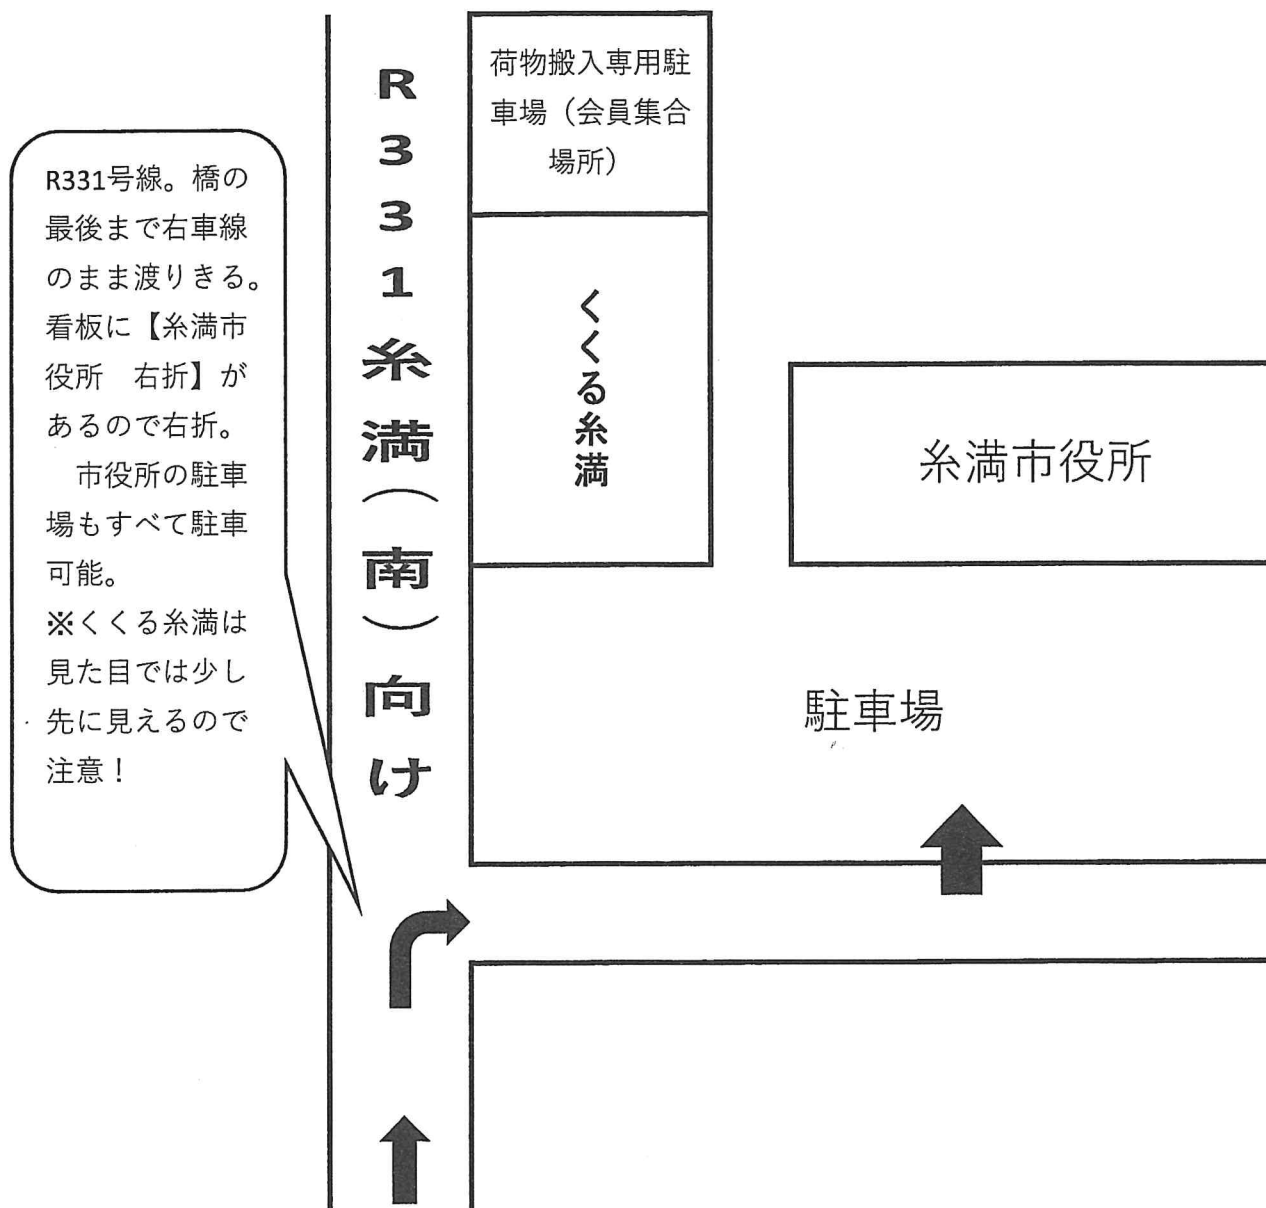 R331号線。橋の
最後まで右車線
のまま渡りきる。
看板に【糸満市
役所　右折】が
あるので右折。
　市役所の駐車
場もすべて駐車
可能。
※くくる糸満は
見た目では少し
先に見えるので
注意！
R331糸満（南）向け
荷物搬入専用駐
車場（会員集合
場所）
くくる糸満
糸満市役所
駐車場